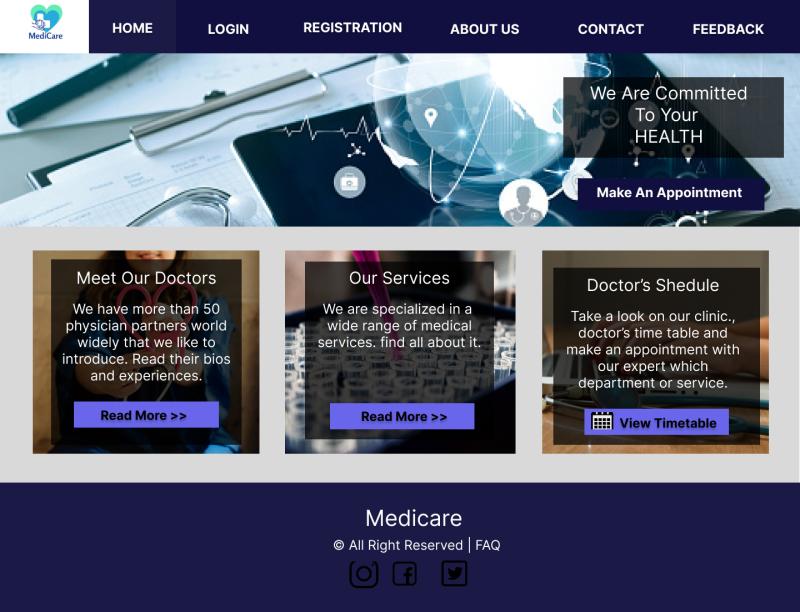 MediCare
HOME
LOGIN
REGISTRATION
ABOUT US
CONTACT
FEEDBACK
We Are Committed
To Your
HEALTH
Make An Appointment
Meet Our Doctors
We have more than 50
physician partners world
widely that we like to
introduce. Read their bios
and experiences.
Read More >>
Our Services
We are specialized in a
wide range of medical
services. find all about it.
Read More >>
Doctor’s Shedule
Take a look on our clinic.,
doctor’s time table and
make an appointment with
our expert which
department or service.
View Timetable
Medicare
© All Right Reserved | FAQ